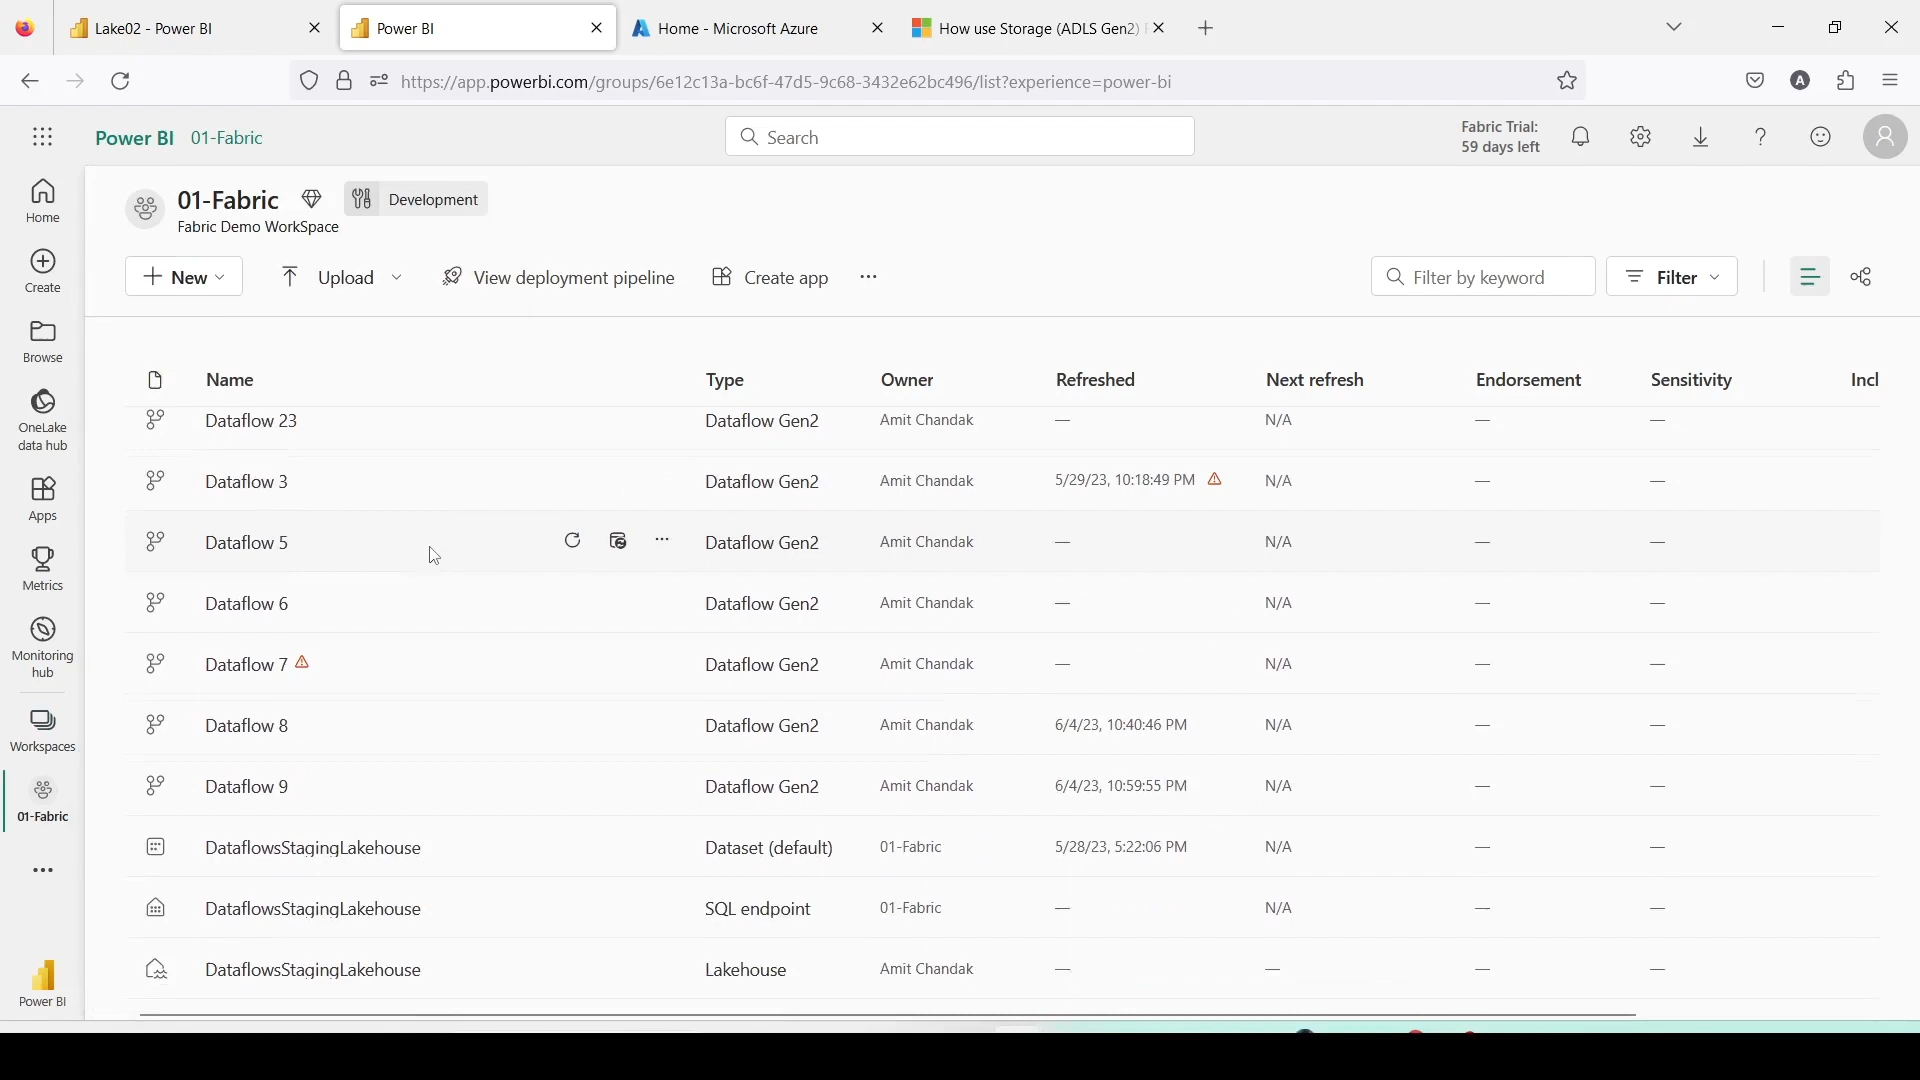 Lake02 - Power BI
Power BI
Home - Microsoft Azure
How use Storage (ADLS Gen2)
https://app.powerbi.com/groups/6e12c13a-bc6f-47d5-9c68-3432e62bc496/list?experience=power-bi
A
Power BI 01-Fabric
Search
Fabric Trial:
59 days left
Home
Create
Browse
OneLake
data hub
Apps
Metrics
Monitoring
hub
Workspaces
01-Fabric
Power BI
01-Fabric
Development
Fabric Demo WorkSpace
New
Upload
View deployment pipeline
Create app
Filter by keyword
Filter
Name Type Owner Refreshed Next refresh Endorsement Sensitivity Incl
Dataflow 23 Dataflow Gen2 Amit Chandak — N/A — —
Dataflow 3 Dataflow Gen2 Amit Chandak 5/29/23, 10:18:49 PM N/A — —
Dataflow 5 Dataflow Gen2 Amit Chandak — N/A — —
Dataflow 6 Dataflow Gen2 Amit Chandak — N/A — —
Dataflow 7 Dataflow Gen2 Amit Chandak — N/A — —
Dataflow 8 Dataflow Gen2 Amit Chandak 6/4/23, 10:40:46 PM N/A — —
Dataflow 9 Dataflow Gen2 Amit Chandak 6/4/23, 10:59:55 PM N/A — —
DataflowsStagingLakehouse Dataset (default) 01-Fabric 5/28/23, 5:22:06 PM N/A — —
DataflowsStagingLakehouse SQL endpoint 01-Fabric — N/A — —
DataflowsStagingLakehouse Lakehouse Amit Chandak — — — —